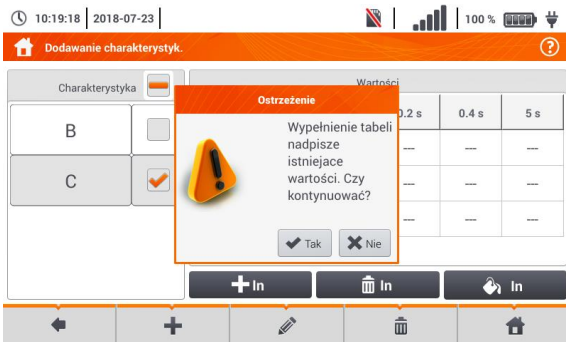 10:19:18 2018-07-23 100 %
Dodawanie charakterystyk.
Charakterystyka
Wartości
0.2 s 0.4 s 5 s
B
--- --- ---
C
--- --- ---
--- --- ---
Ostrzeżenie
Wypełnienie tabeli
nadpisze
istniejace
wartości. Czy
kontynuować?
Tak Nie
In In In